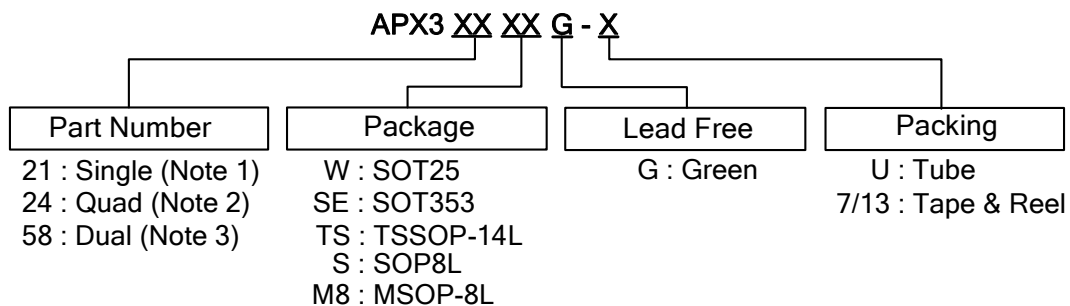 APX3 XX XX G - X
Part Number
21 : Single (Note 1)
24 : Quad (Note 2)
58 : Dual (Note 3)
Package
W : SOT25
SE : SOT353
TS : TSSOP-14L
S : SOP8L
M8 : MSOP-8L
Lead Free
G : Green
Packing
U : Tube
7/13 : Tape & Reel